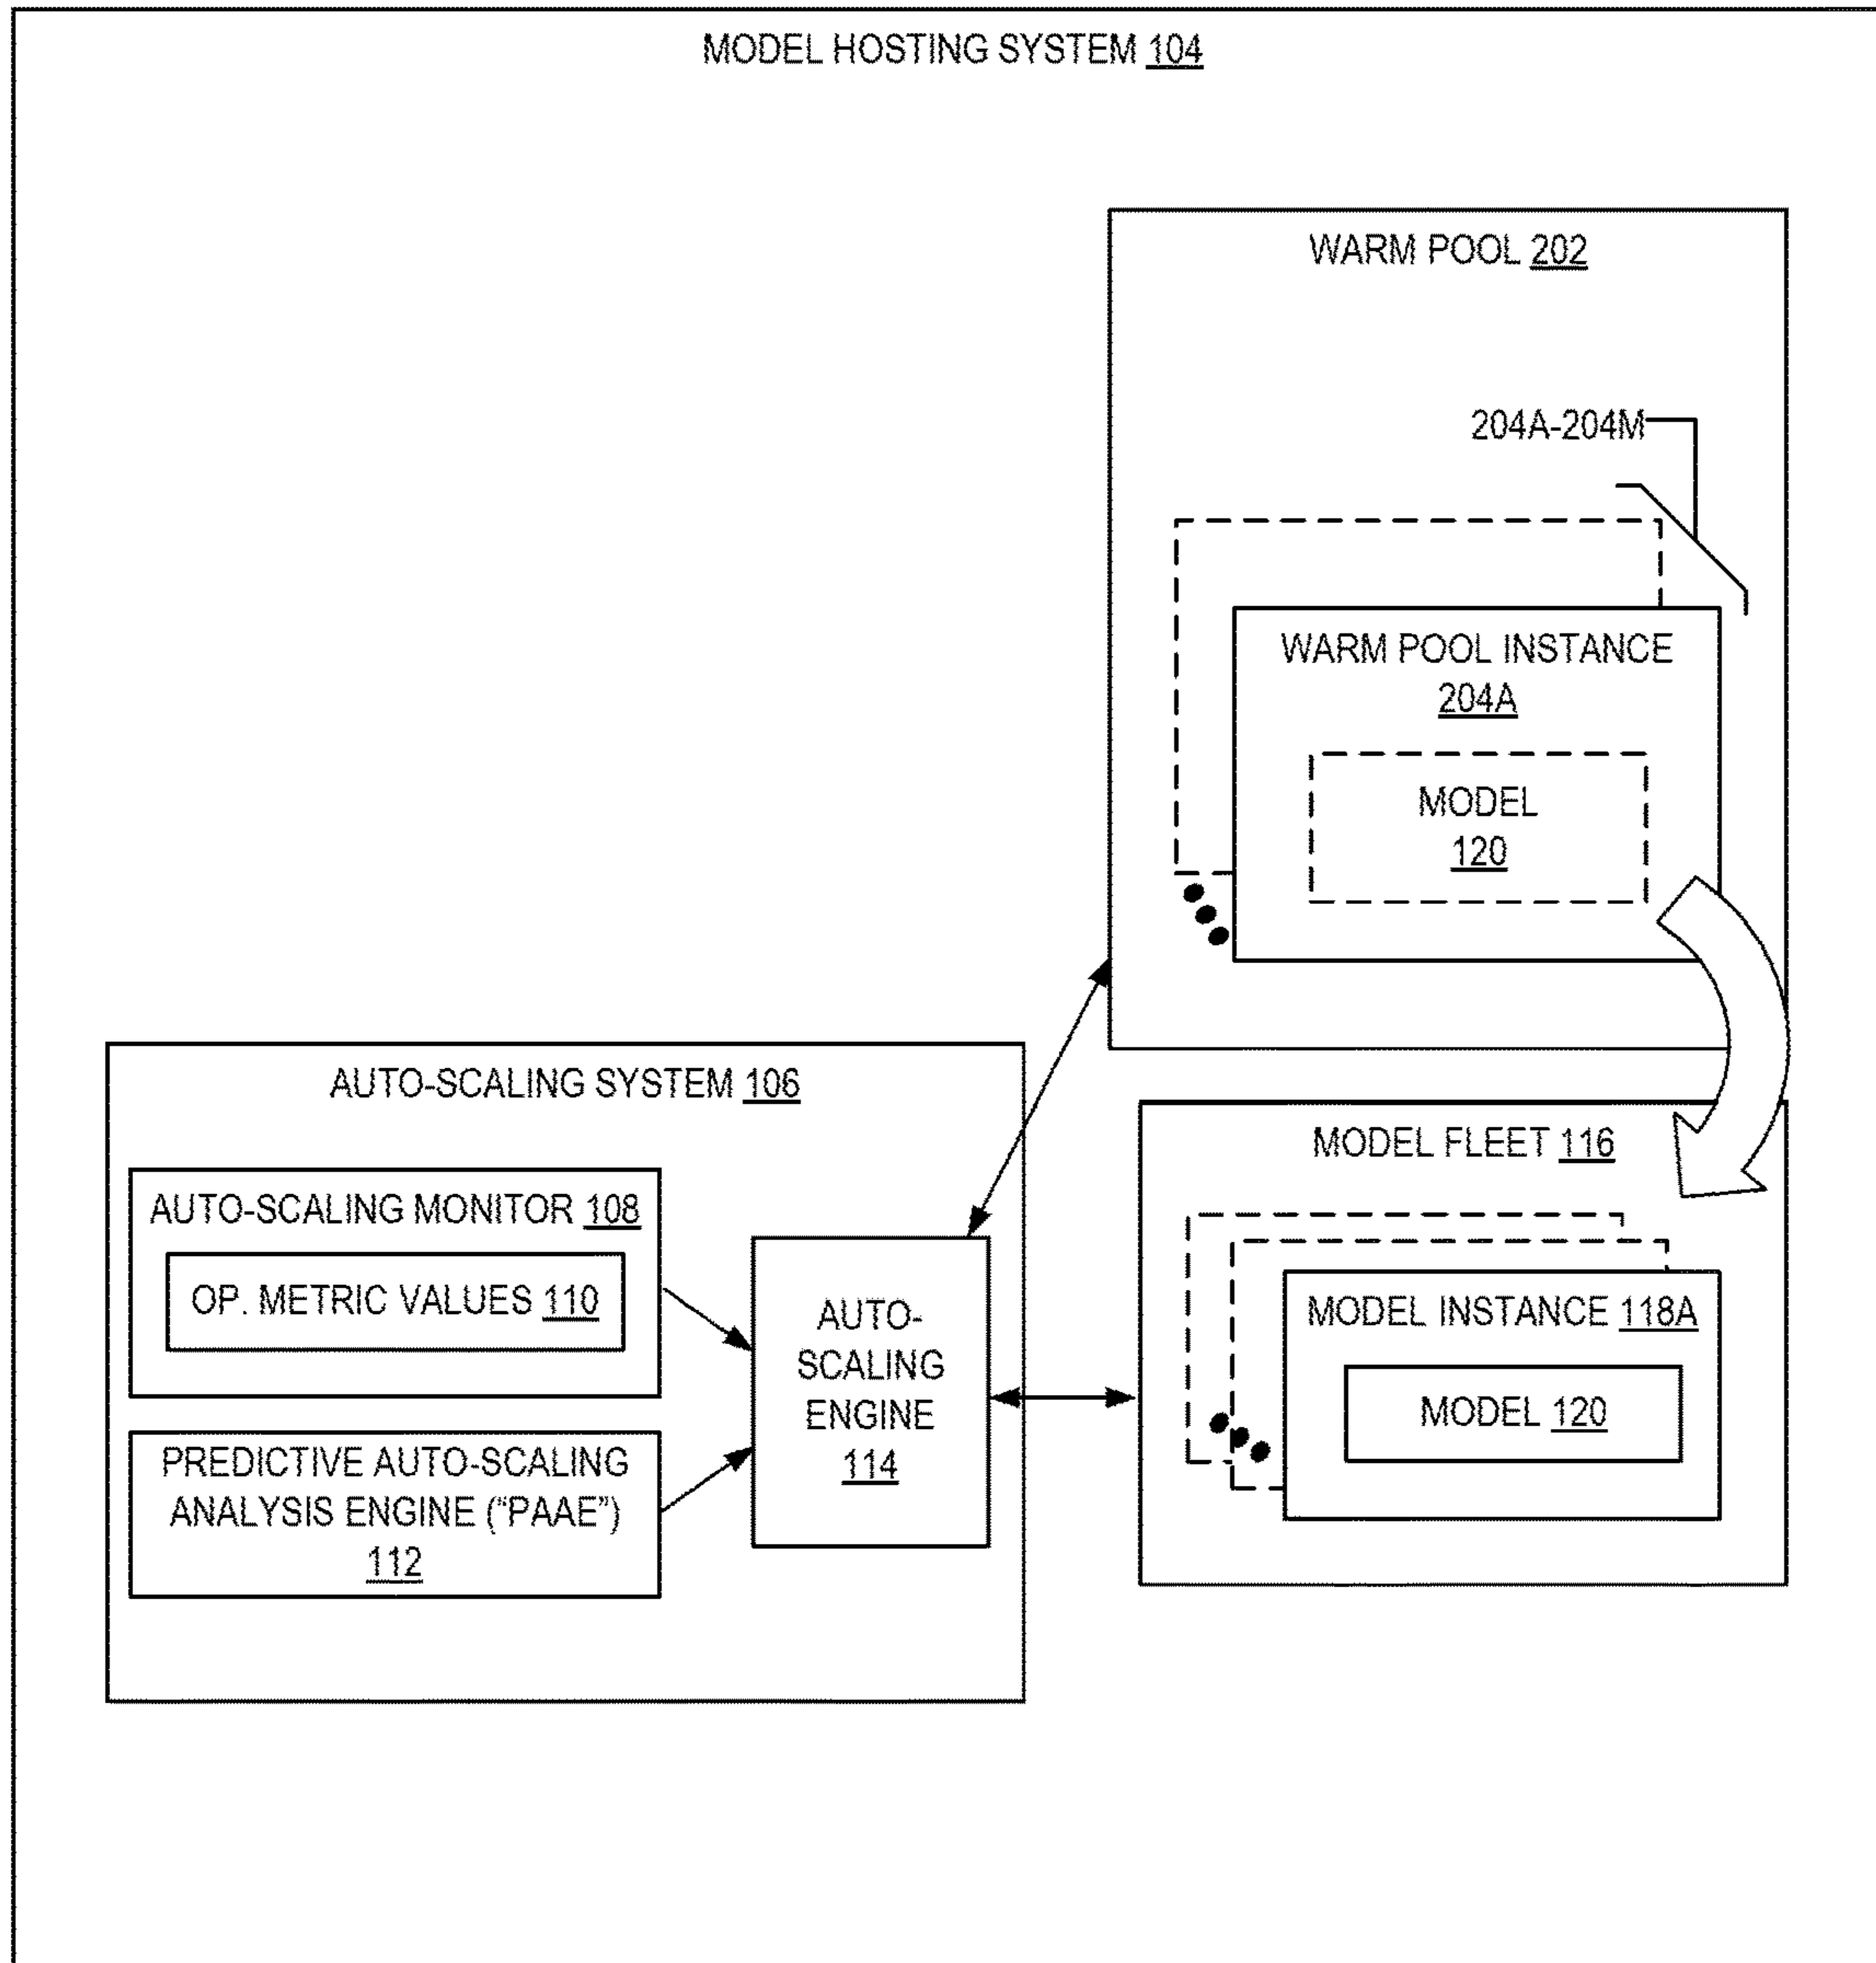 MODEL HOSTING SYSTEM 104
WARM POOL 202
204A-204M
WARM POOL INSTANCE
204A
MODEL
120
AUTO-SCALING SYSTEM 106
AUTO-SCALING MONITOR 108
OP. METRIC VALUES 110
PREDICTIVE AUTO-SCALING
ANALYSIS ENGINE (“PAAE”)
112
AUTO-
SCALING
ENGINE
114
MODEL FLEET 116
MODEL INSTANCE 118A
MODEL 120